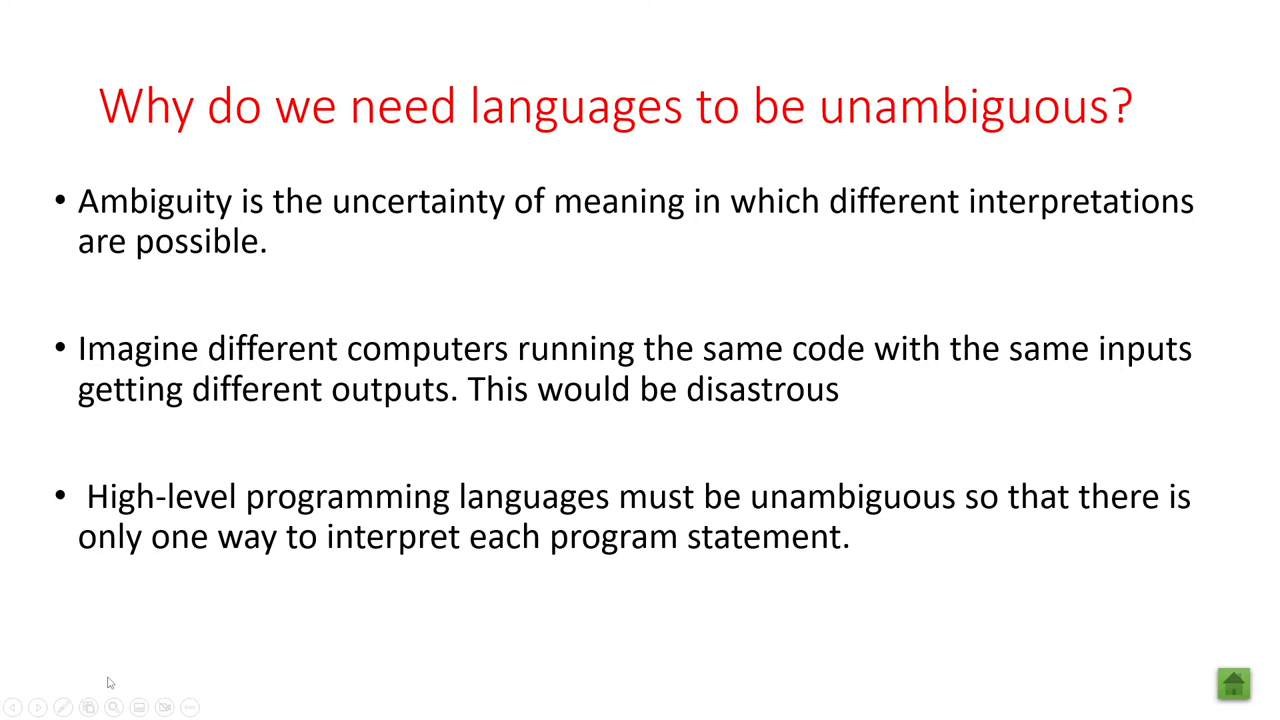 Why do we need languages to be unambiguous?
• Ambiguity is the uncertainty of meaning in which different interpretations
are possible.
• Imagine different computers running the same code with the same inputs
getting different outputs. This would be disastrous
• High-level programming languages must be unambiguous so that there is
only one way to interpret each program statement.